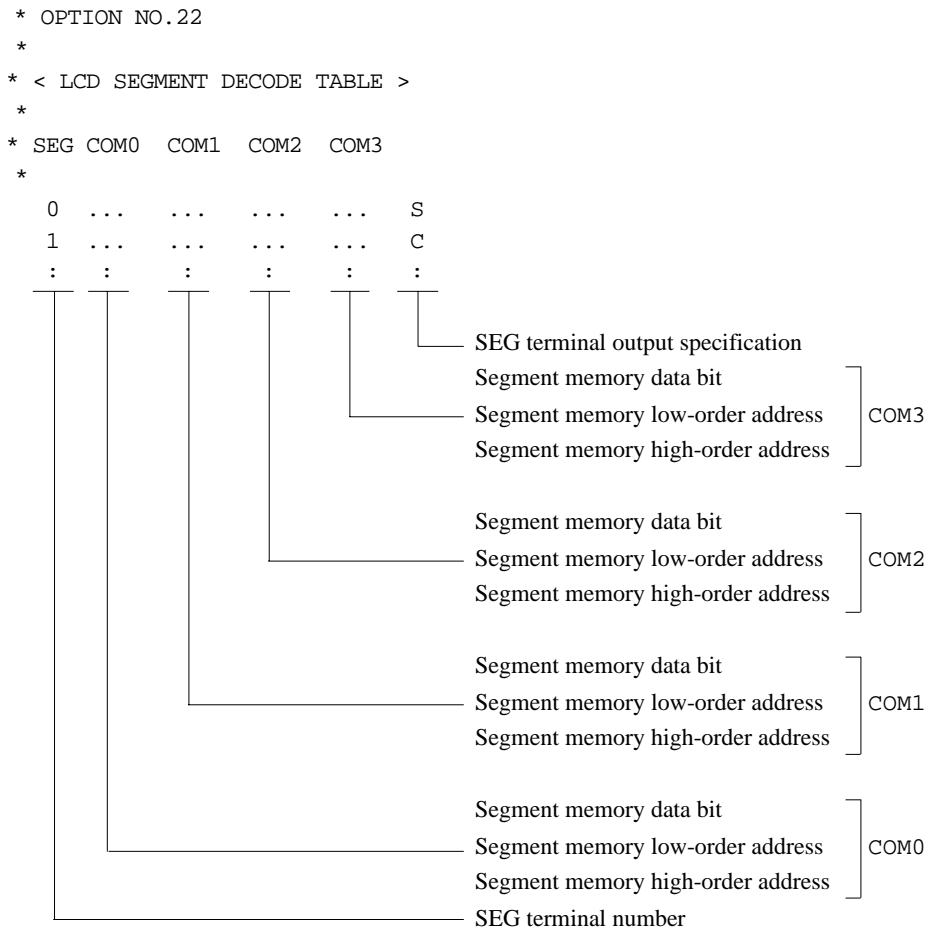 * OPTION NO.22
*
* < LCD SEGMENT DECODE TABLE >
*
* SEG COM0 COM1 COM2 COM3
*
0 ... ... ... ... S
1 ... ... ... ... C
: : : : : :
SEG terminal output specification
Segment memory data bit
Segment memory low-order address COM3
Segment memory high-order address
Segment memory data bit
Segment memory low-order address COM2
Segment memory high-order address
Segment memory data bit
Segment memory low-order address COM1
Segment memory high-order address
Segment memory data bit
Segment memory low-order address COM0
Segment memory high-order address
SEG terminal number